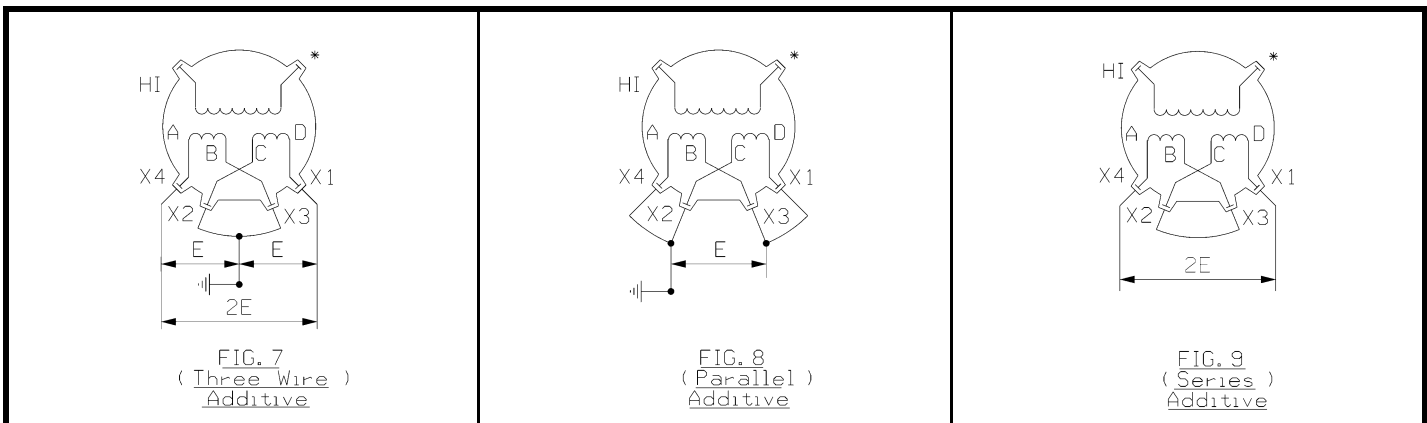 *
HI
A
D
B
C
X4
X1
X2
X3
E
E
2E
FIG. 7
( Three Wire )
Additive
*
HI
A
D
B
C
X4
X1
X2
X3
E
FIG. 8
( Parallel )
Additive
*
HI
A
D
B
C
X4
X1
X2
X3
2E
FIG. 9
( Series )
Additive